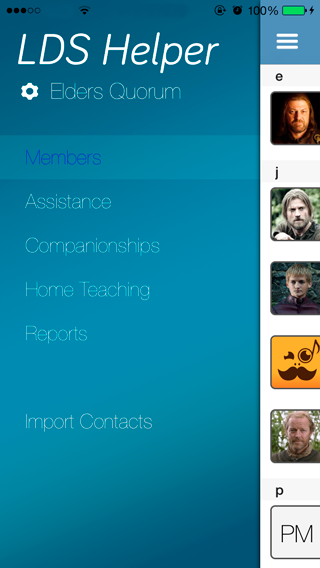 100%
LDS Helper
Elders Quorum
Members
Assistance
Companionships
Home Teaching
Reports
Import Contacts
e
j
p
PM